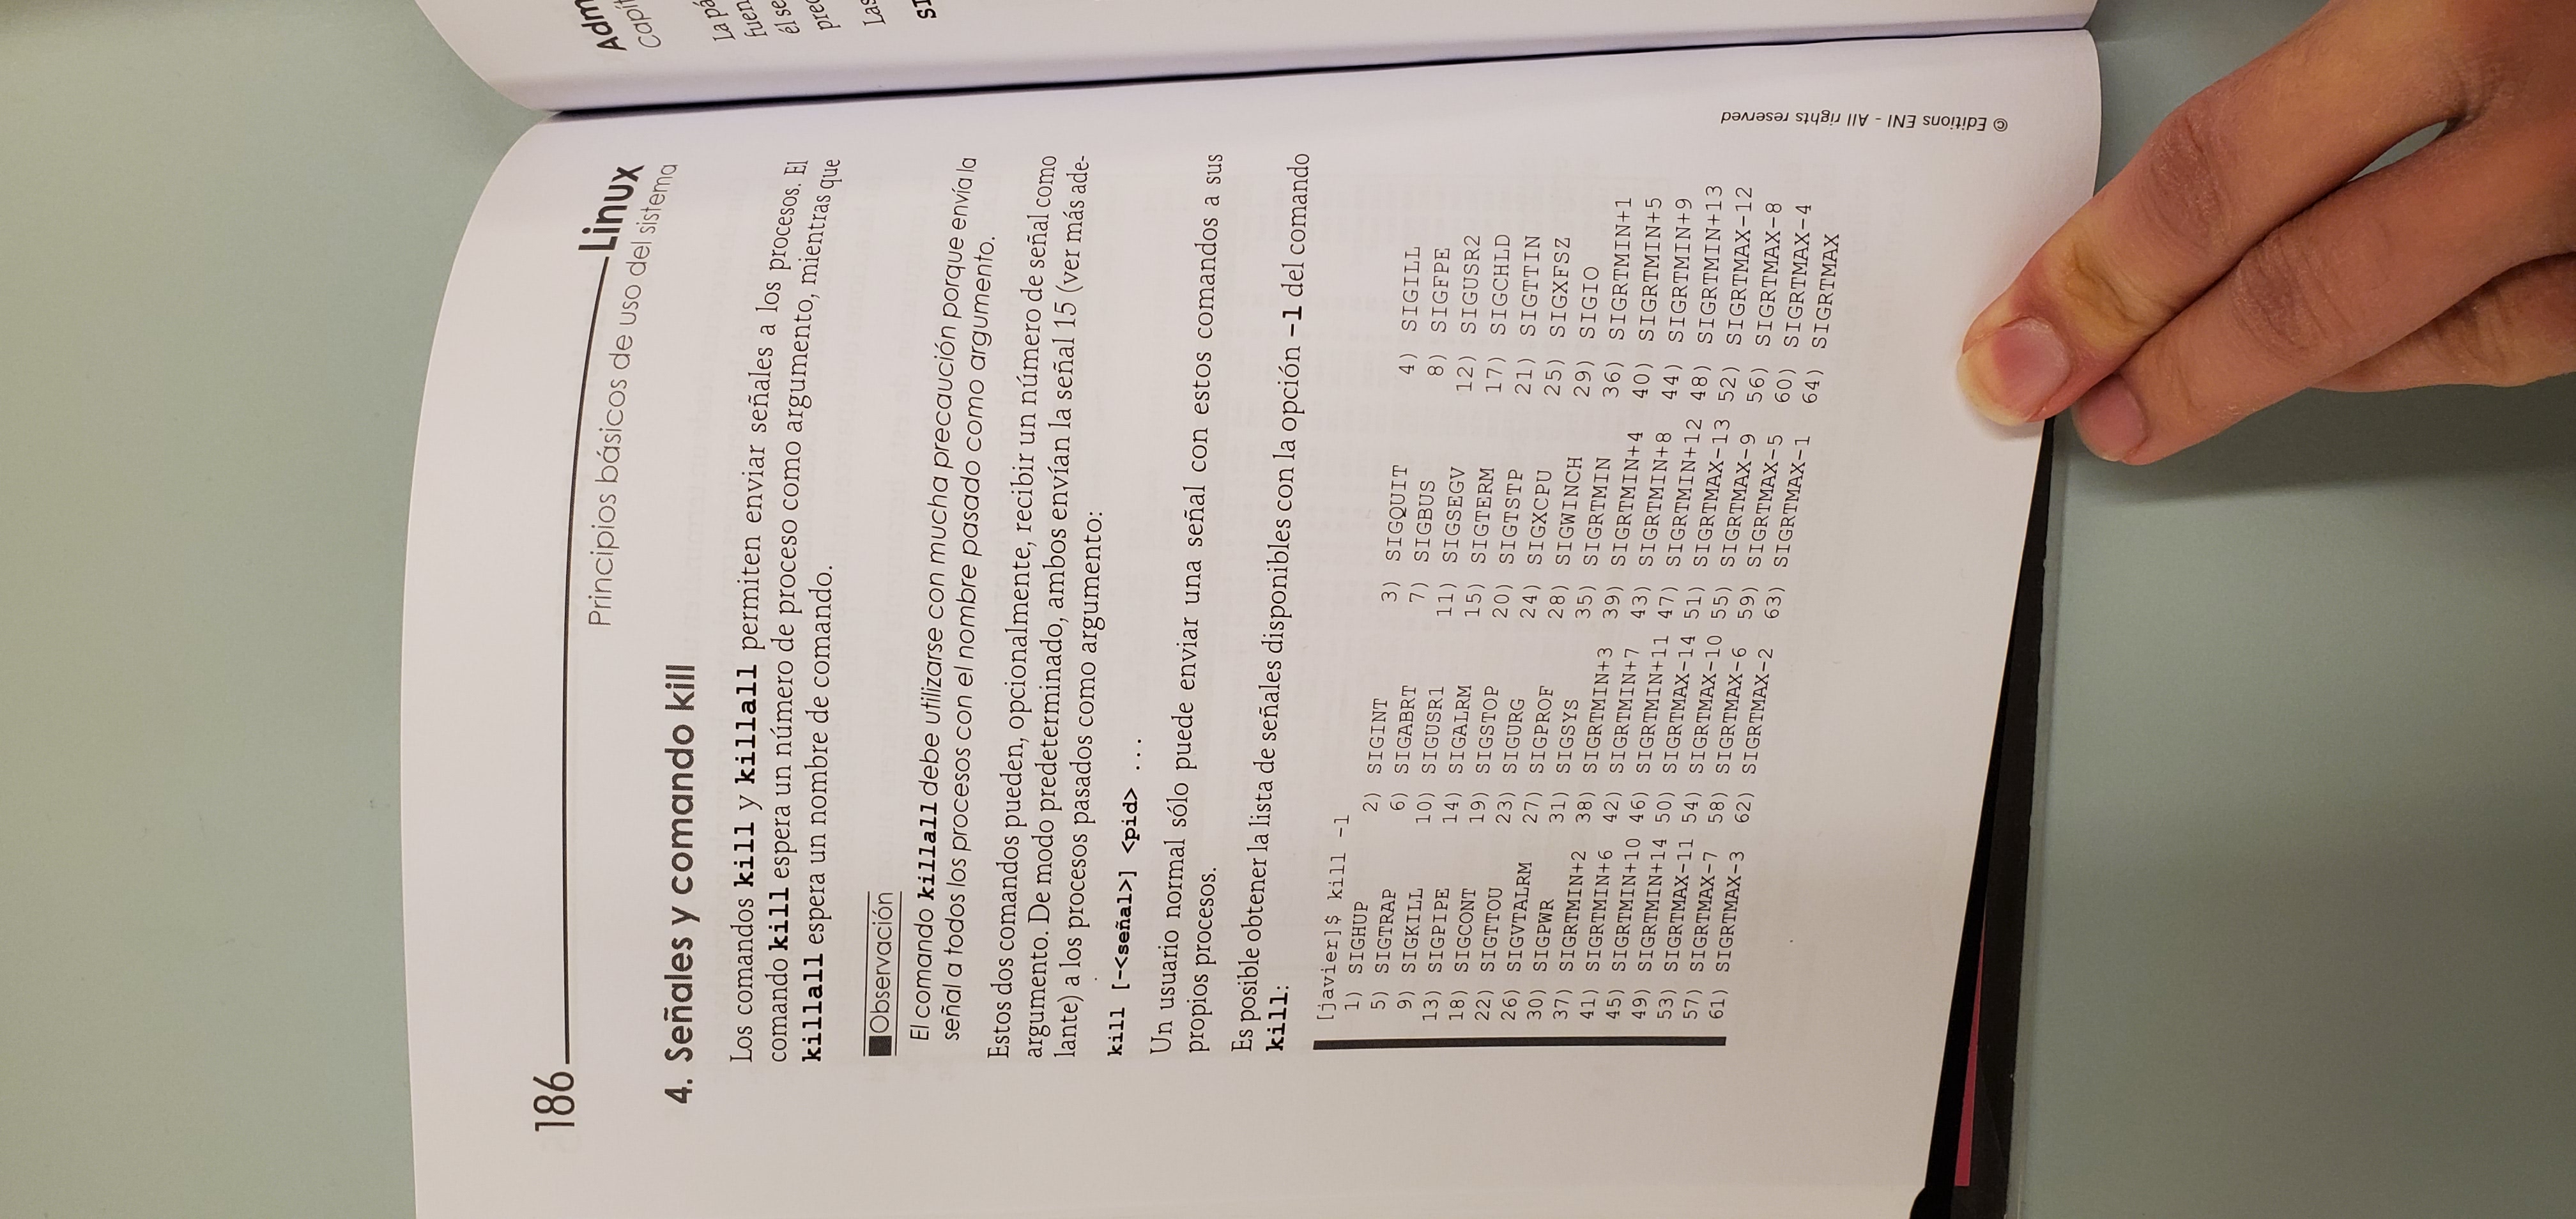 186
Linux
Principios básicos de uso del sistema
4. Señales y comando kill
Los comandos kill y killall permiten enviar señales a los procesos. El
comando kill espera un número de proceso como argumento, mientras que
killall espera un nombre de comando.
Observación
El comando killall debe utilizarse con mucha precaución porque envía la
señal a todos los procesos con el nombre pasado como argumento.
Estos dos comandos pueden, opcionalmente, recibir un número de señal como
argumento. De modo predeterminado, ambos envían la señal 15 (ver más ade-
lante) a los procesos pasados como argumento:
kill [-<señal>] <pid> ...
Un usuario normal sólo puede enviar una señal con estos comandos a sus
propios procesos.
Es posible obtener la lista de señales disponibles con la opción -l del comando
kill:
[javier]$ kill -l
1) SIGHUP 2) SIGINT 3) SIGQUIT 4) SIGILL
5) SIGTRAP 6) SIGABRT 7) SIGBUS 8) SIGFPE
9) SIGKILL 10) SIGUSR1 11) SIGSEGV 12) SIGUSR2
13) SIGPIPE 14) SIGALRM 15) SIGTERM 17) SIGCHLD
18) SIGCONT 19) SIGSTOP 20) SIGTSTP 21) SIGTTIN
22) SIGTTOU 23) SIGURG 24) SIGXCPU 25) SIGXFSZ
26) SIGVTALRM 27) SIGPROF 28) SIGWINCH 29) SIGIO
30) SIGPWR 31) SIGSYS 35) SIGRTMIN 36) SIGRTMIN+1
37) SIGRTMIN+2 38) SIGRTMIN+3 39) SIGRTMIN+4 40) SIGRTMIN+5
41) SIGRTMIN+6 42) SIGRTMIN+7 43) SIGRTMIN+8 44) SIGRTMIN+9
45) SIGRTMIN+10 46) SIGRTMIN+11 47) SIGRTMIN+12 48) SIGRTMIN+13
49) SIGRTMIN+14 50) SIGRTMAX-14 51) SIGRTMAX-13 52) SIGRTMAX-12
53) SIGRTMAX-11 54) SIGRTMAX-10 55) SIGRTMAX-9 56) SIGRTMAX-8
57) SIGRTMAX-7 58) SIGRTMAX-6 59) SIGRTMAX-5 60) SIGRTMAX-4
61) SIGRTMAX-3 62) SIGRTMAX-2 63) SIGRTMAX-1 64) SIGRTMAX
© Editions ENI - All rights reserved
La
él se
Las